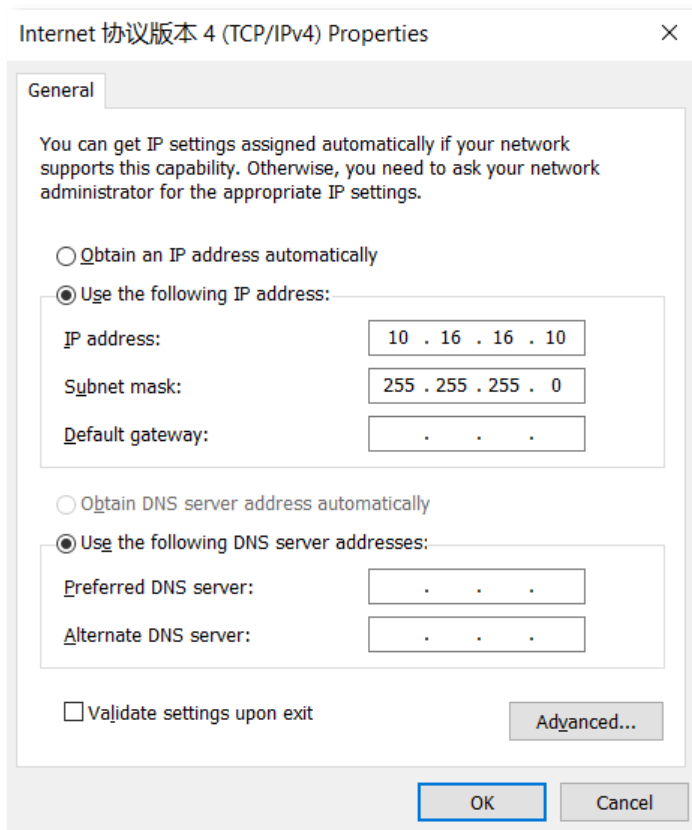 Internet 协议版本 4 (TCP/IPv4) Properties
General
You can get IP settings assigned automatically if your network
supports this capability. Otherwise, you need to ask your network
administrator for the appropriate IP settings.
Obtain an IP address automatically
Use the following IP address:
IP address: 10 . 16 . 16 . 10
Subnet mask: 255 . 255 . 255 . 0
Default gateway: . . .
Obtain DNS server address automatically
Use the following DNS server addresses:
Preferred DNS server: . . .
Alternate DNS server: . . .
Validate settings upon exit
Advanced...
OK Cancel